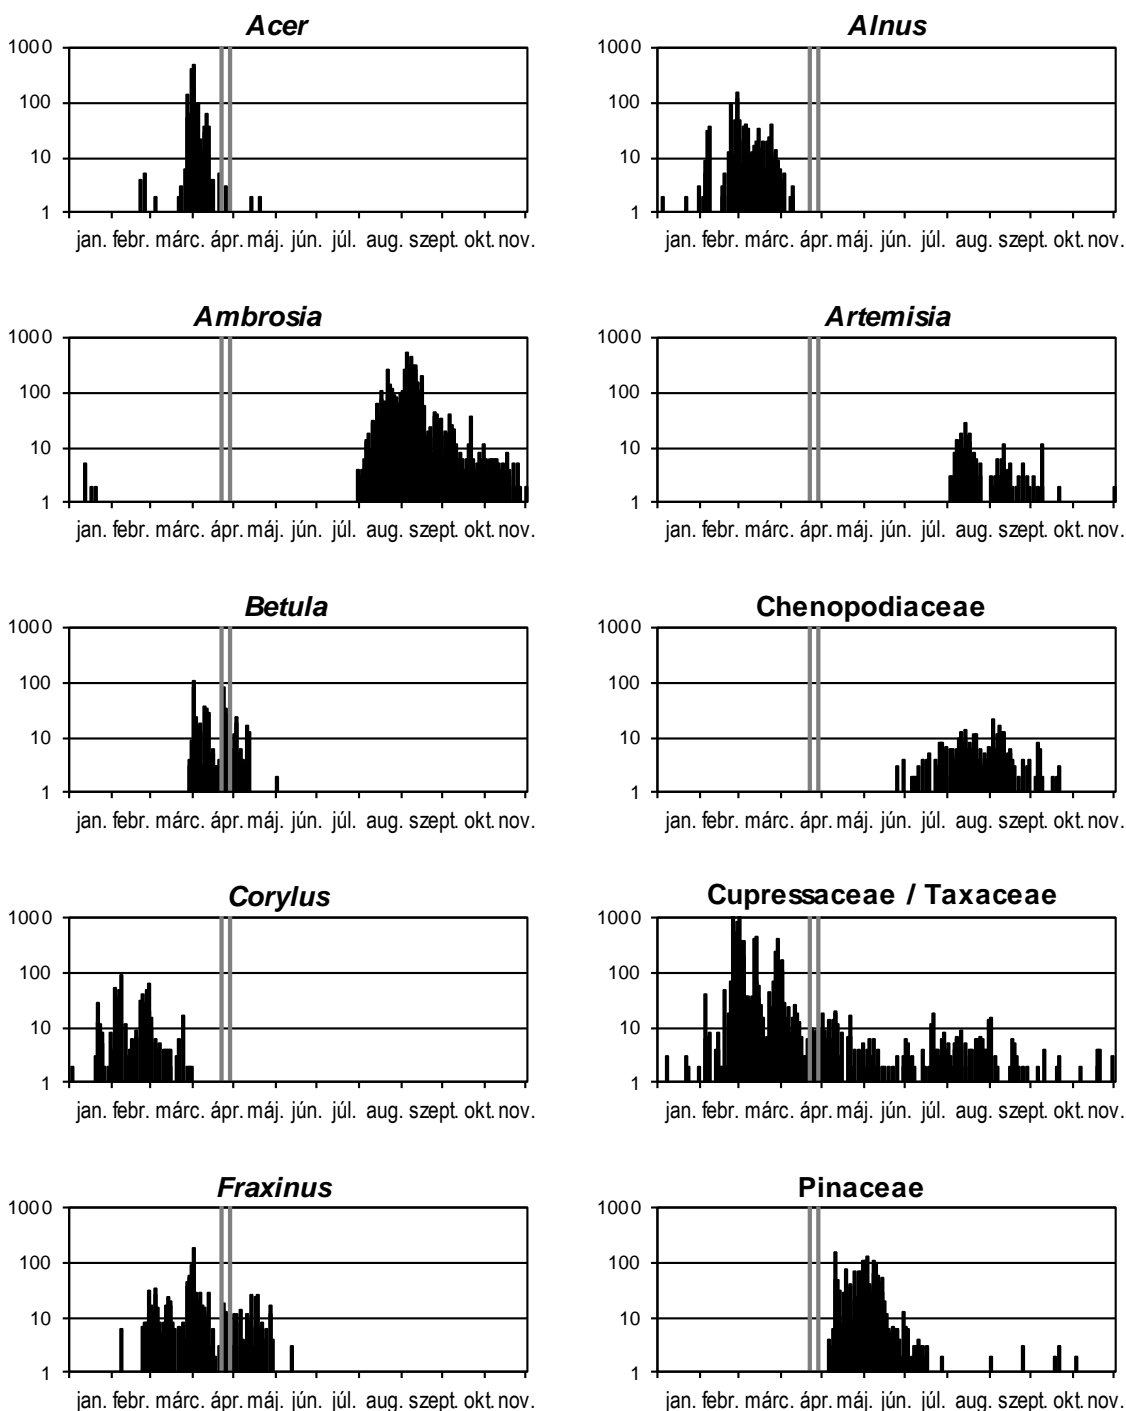 Acer
1000
100
10
1
jan. febr. márc. ápr. máj. jún. júl. aug. szept. okt. nov.
Alnus
1000
100
10
1
jan. febr. márc. ápr. máj. jún. júl. aug. szept. okt. nov.
Ambrosia
1000
100
10
1
jan. febr. márc. ápr. máj. jún. júl. aug. szept. okt. nov.
Artemisia
1000
100
10
1
jan. febr. márc. ápr. máj. jún. júl. aug. szept. okt. nov.
Betula
1000
100
10
1
jan. febr. márc. ápr. máj. jún. júl. aug. szept. okt. nov.
Chenopodiaceae
1000
100
10
1
jan. febr. márc. ápr. máj. jún. júl. aug. szept. okt. nov.
Corylus
1000
100
10
1
jan. febr. márc. ápr. máj. jún. júl. aug. szept. okt. nov.
Cupressaceae / Taxaceae
1000
100
10
1
jan. febr. márc. ápr. máj. jún. júl. aug. szept. okt. nov.
Fraxinus
1000
100
10
1
jan. febr. márc. ápr. máj. jún. júl. aug. szept. okt. nov.
Pinaceae
1000
100
10
1
jan. febr. márc. ápr. máj. jún. júl. aug. szept. okt. nov.